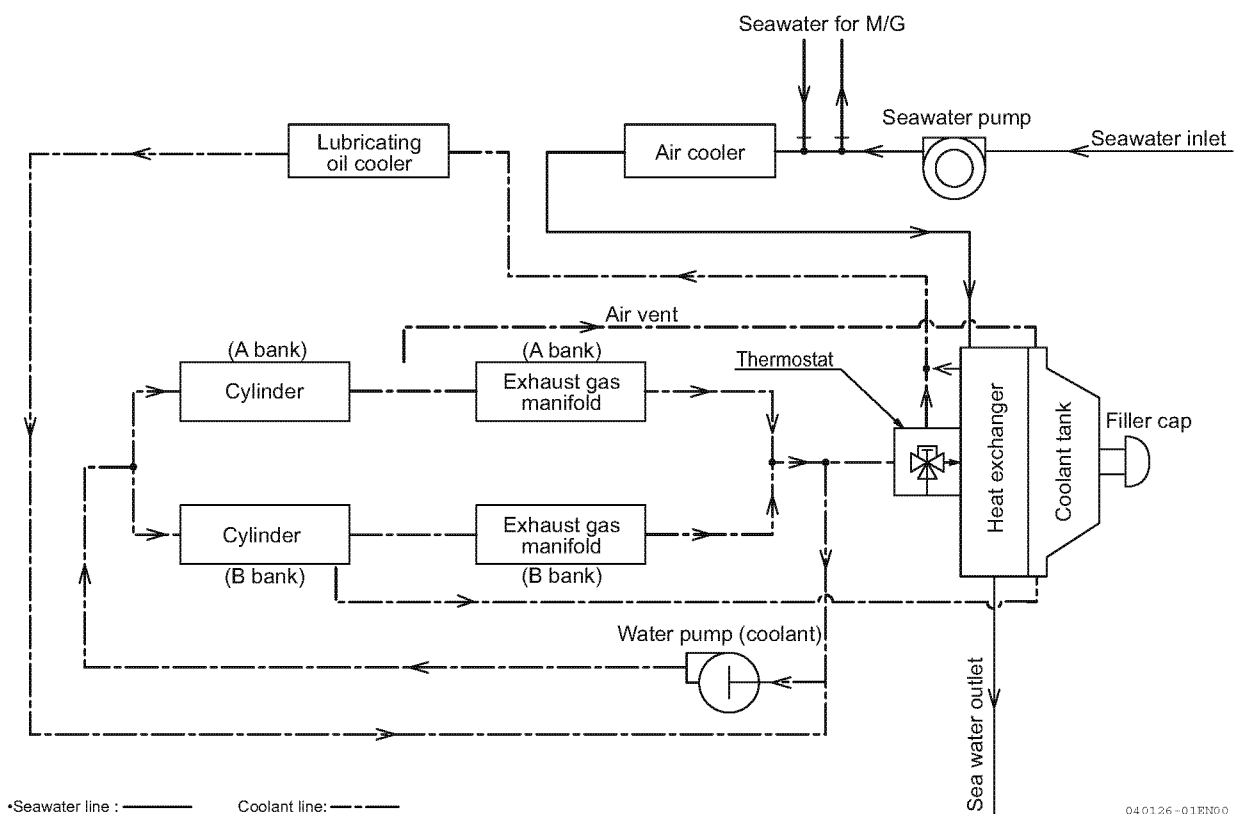 Seawater for M/G
Seawater pump
Seawater inlet
Lubricating
oil cooler
Air cooler
Air vent
(A bank)
(A bank)
Thermostat
Cylinder
Exhaust gas
manifold
Filler cap
Heat exchanger
Coolant tank
Cylinder
Exhaust gas
manifold
(B bank)
(B bank)
Water pump (coolant)
Sea water outlet
•Seawater line :
Coolant line:
040126-01EN00